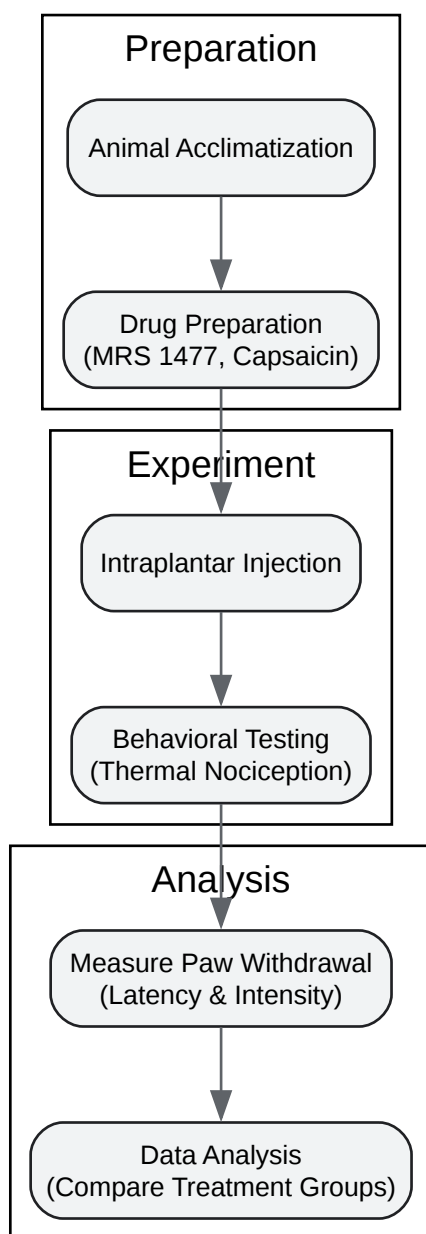 Preparation
Animal Acclimatization
Drug Preparation
(MRS 1477, Capsaicin)
Experiment
Intraplantar Injection
Behavioral Testing
(Thermal Nociception)
Analysis
Measure Paw Withdrawal
(Latency & Intensity)
Data Analysis
(Compare Treatment Groups)